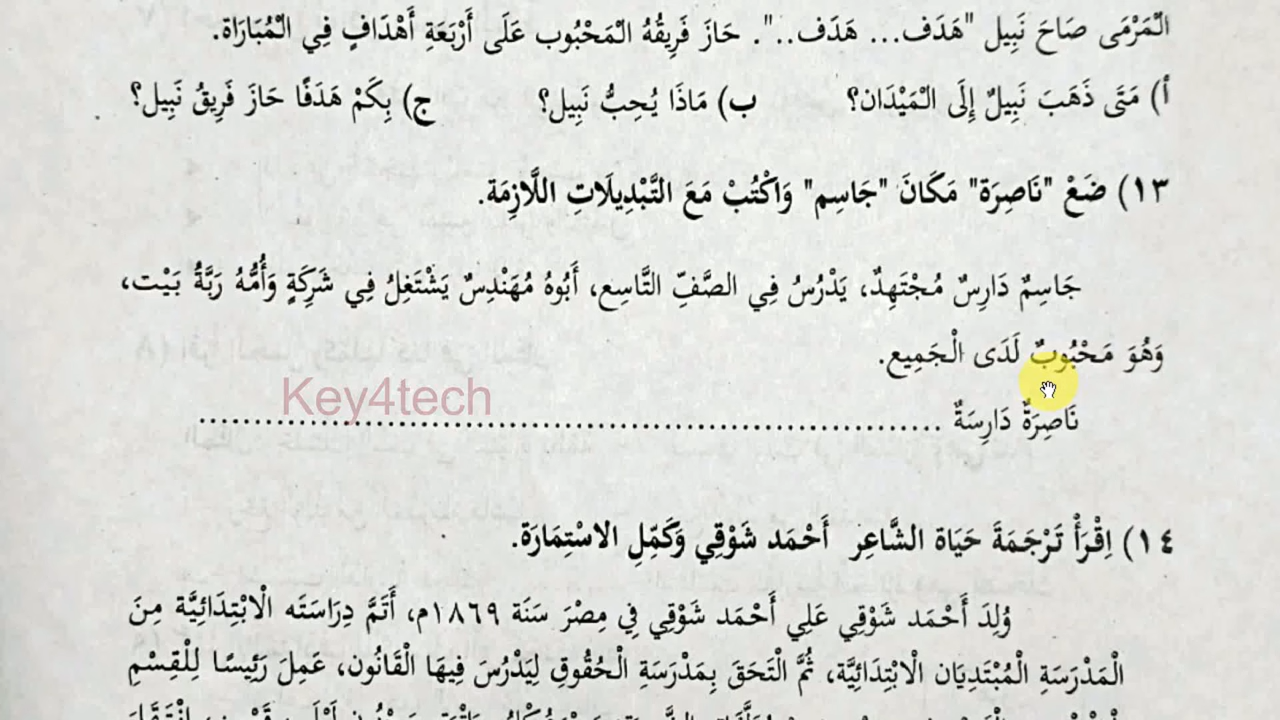 الْمَرْمَى صَاحَ نَبِيل "هَدَف... هَدَف..". حَازَ فَرِيقُهُ الْمَحْبُوب عَلَى أَرْبَعَةِ أَهْدَافٍ فِي الْمُبَارَاة.
أ) مَتَى ذَهَبَ نَبِيلٌ إِلَى الْمَيْدَان؟ ب) مَاذَا يُحِبُّ نَبِيل؟ ج) بِكَمْ هَدَفًا حَازَ فَرِيقُ نَبِيل؟
١٣) ضَعْ "نَاصِرَة" مَكَانَ "جَاسِم" وَاكْتُبْ مَعَ التَّبْدِيلَاتِ اللَّازِمَة.
جَاسِمٌ دَارِسٌ مُجْتَهِدٌ، يَدْرُسُ فِي الصَّفِّ التَّاسِع، أَبُوهُ مُهَنْدِسٌ يَشْتَغِلُ فِي شَرِكَةٍ وَأُمُّهُ رَبَّةُ بَيْت،
وَهُوَ مَحْبُوبٌ لَدَى الْجَمِيع.
Key4tech
نَاصِرَةٌ دَارِسَةٌ ................................................................
١٤) اِقْرَأْ تَرْجَمَةَ حَيَاة الشَّاعِر أَحْمَد شَوْقِي وَكَمِّلِ الاسْتِمَارَة.
وُلِدَ أَحْمَد شَوْقِي عَلِي أَحْمَد شَوْقِي فِي مِصْرَ سَنَة ١٨٦٩م، أَتَمَّ دِرَاسَتَه الْابْتِدَائِيَّة مِنَ
الْمَدْرَسَةِ الْمُبْتَدِيَان الْابْتِدَائِيَّة، ثُمَّ الْتَحَقَ بِمَدْرَسَةِ الْحُقُوقِ لِيَدْرُسَ فِيهَا الْقَانُون، عَمِلَ رَئِيسًا لِلْقِسْمِ